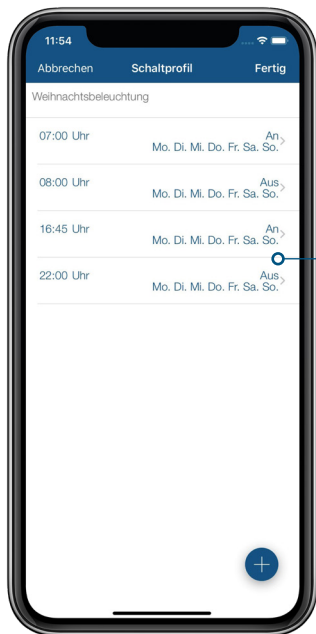 11:54
Abbrechen Schaltprofil Fertig
Weihnachtsbeleuchtung
07:00 Uhr An
Mo. Di. Mi. Do. Fr. Sa. So.
08:00 Uhr Aus
Mo. Di. Mi. Do. Fr. Sa. So.
16:45 Uhr An
Mo. Di. Mi. Do. Fr. Sa. So.
22:00 Uhr Aus
Mo. Di. Mi. Do. Fr. Sa. So.